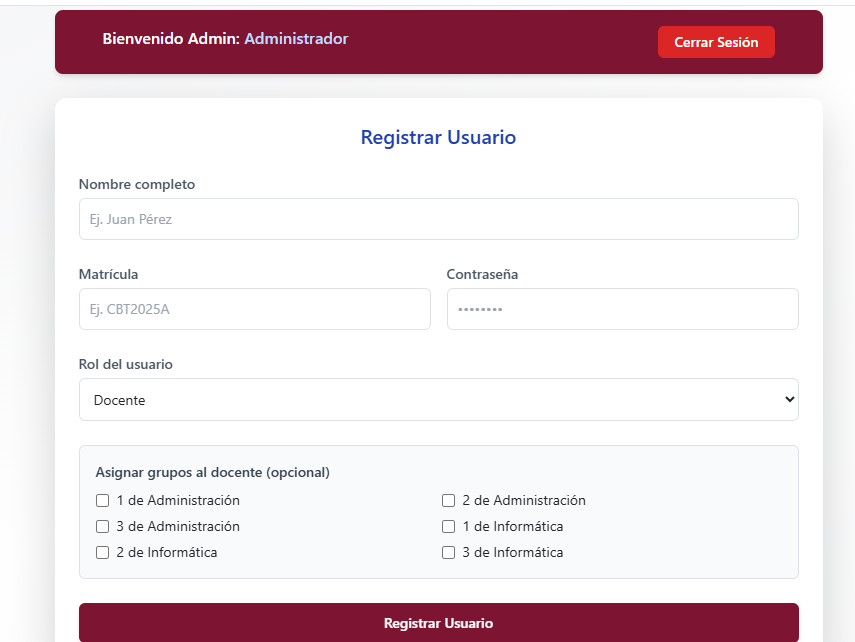 Bienvenido Admin: Administrador
Cerrar Sesión
Registrar Usuario
Nombre completo
Ej. Juan Pérez
Matrícula
Contraseña
Ej. CBT2025A
••••••••
Rol del usuario
Docente
Asignar grupos al docente (opcional)
1 de Administración
2 de Administración
3 de Administración
1 de Informática
2 de Informática
3 de Informática
Registrar Usuario